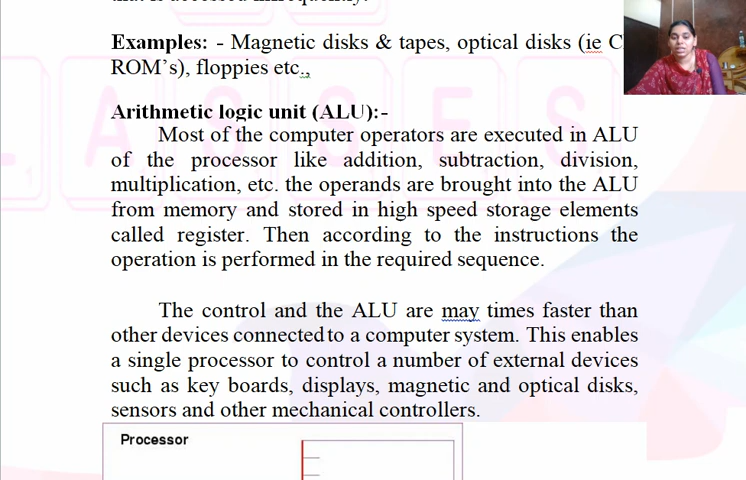 Examples: - Magnetic disks & tapes, optical disks (ie C
ROM's), floppies etc.,
Arithmetic logic unit (ALU):-
Most of the computer operators are executed in ALU
of the processor like addition, subtraction, division,
multiplication, etc. the operands are brought into the ALU
from memory and stored in high speed storage elements
called register. Then according to the instructions the
operation is performed in the required sequence.
The control and the ALU are may times faster than
other devices connected to a computer system. This enables
a single processor to control a number of external devices
such as key boards, displays, magnetic and optical disks,
sensors and other mechanical controllers.
Processor